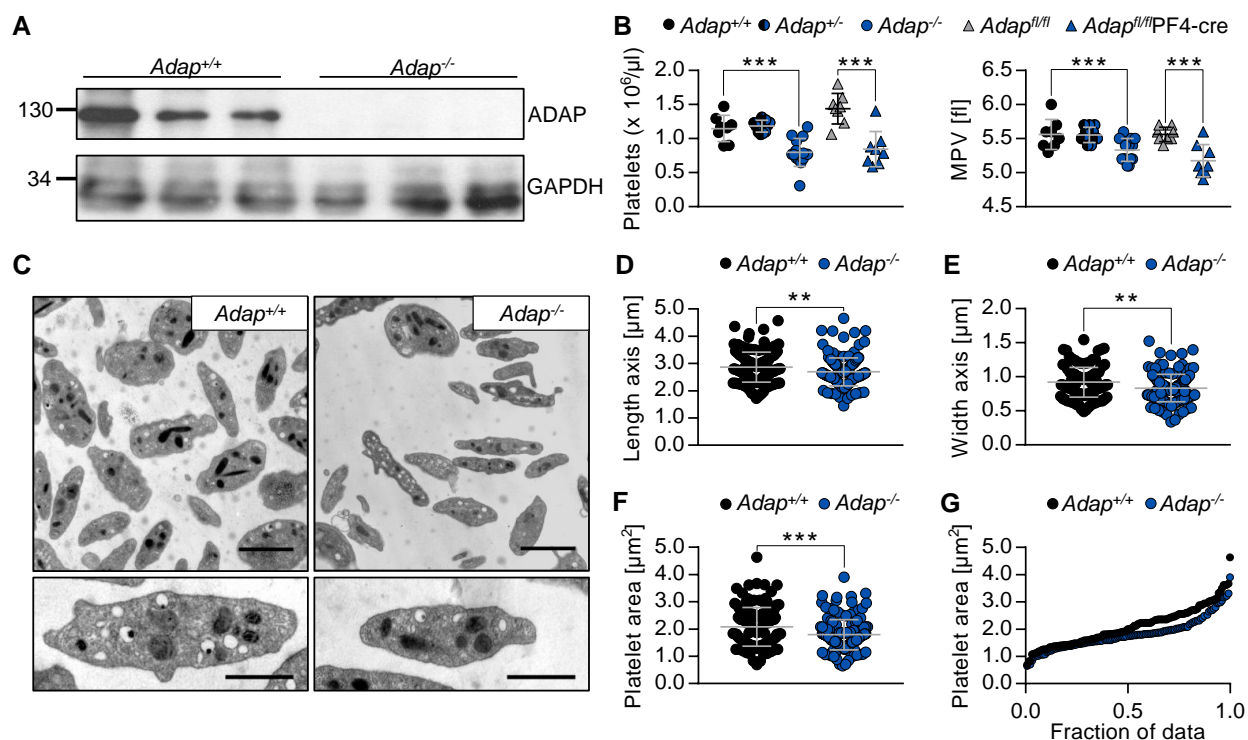 A
Adap+/+ Adap-/-
130
ADAP
34
GAPDH
B
Adap+/+ Adap+/- Adap-/- Adapfl/fl Adapfl/flPF4-cre
Platelets (x 10⁶/µl)
2.0
1.5
1.0
0.5
0.0
*** ***
MPV [fl]
6.5
6.0
5.5
5.0
4.5
*** ***
C
Adap+/+ Adap-/-
D
Adap+/+ Adap-/-
Length axis [µm]
5.0
4.0
3.0
2.0
1.0
0.0
**
E
Adap+/+ Adap-/-
Width axis [µm]
2.0
1.5
1.0
0.5
0.0
**
F
Adap+/+ Adap-/-
Platelet area [µm²]
5.0
4.0
3.0
2.0
1.0
0.0
***
G
Adap+/+ Adap-/-
Platelet area [µm²]
5.0
4.0
3.0
2.0
1.0
0.0
0.0 0.5 1.0
Fraction of data